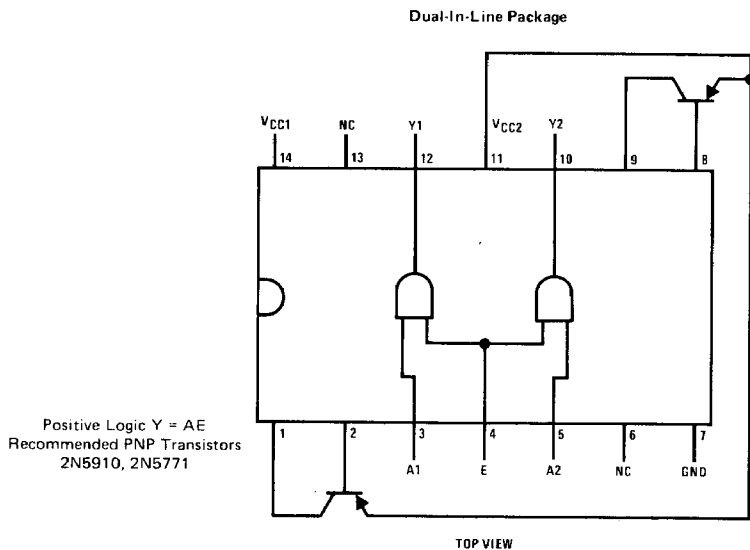 Dual-In-Line Package
VCC1 NC Y1 VCC2 Y2
14 13 12 11 10 9 8
Positive Logic Y = AE
Recommended PNP Transistors
2N5910, 2N5771
1 2 3 4 5 6 7
A1 E A2 NC GND
TOP VIEW